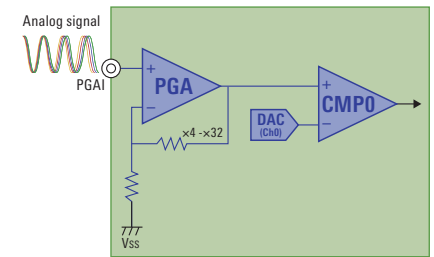 Analog signal
PGAI
+
PGA
−
×4 -×32
Vss
DAC
(Ch0)
+
CMP0
−